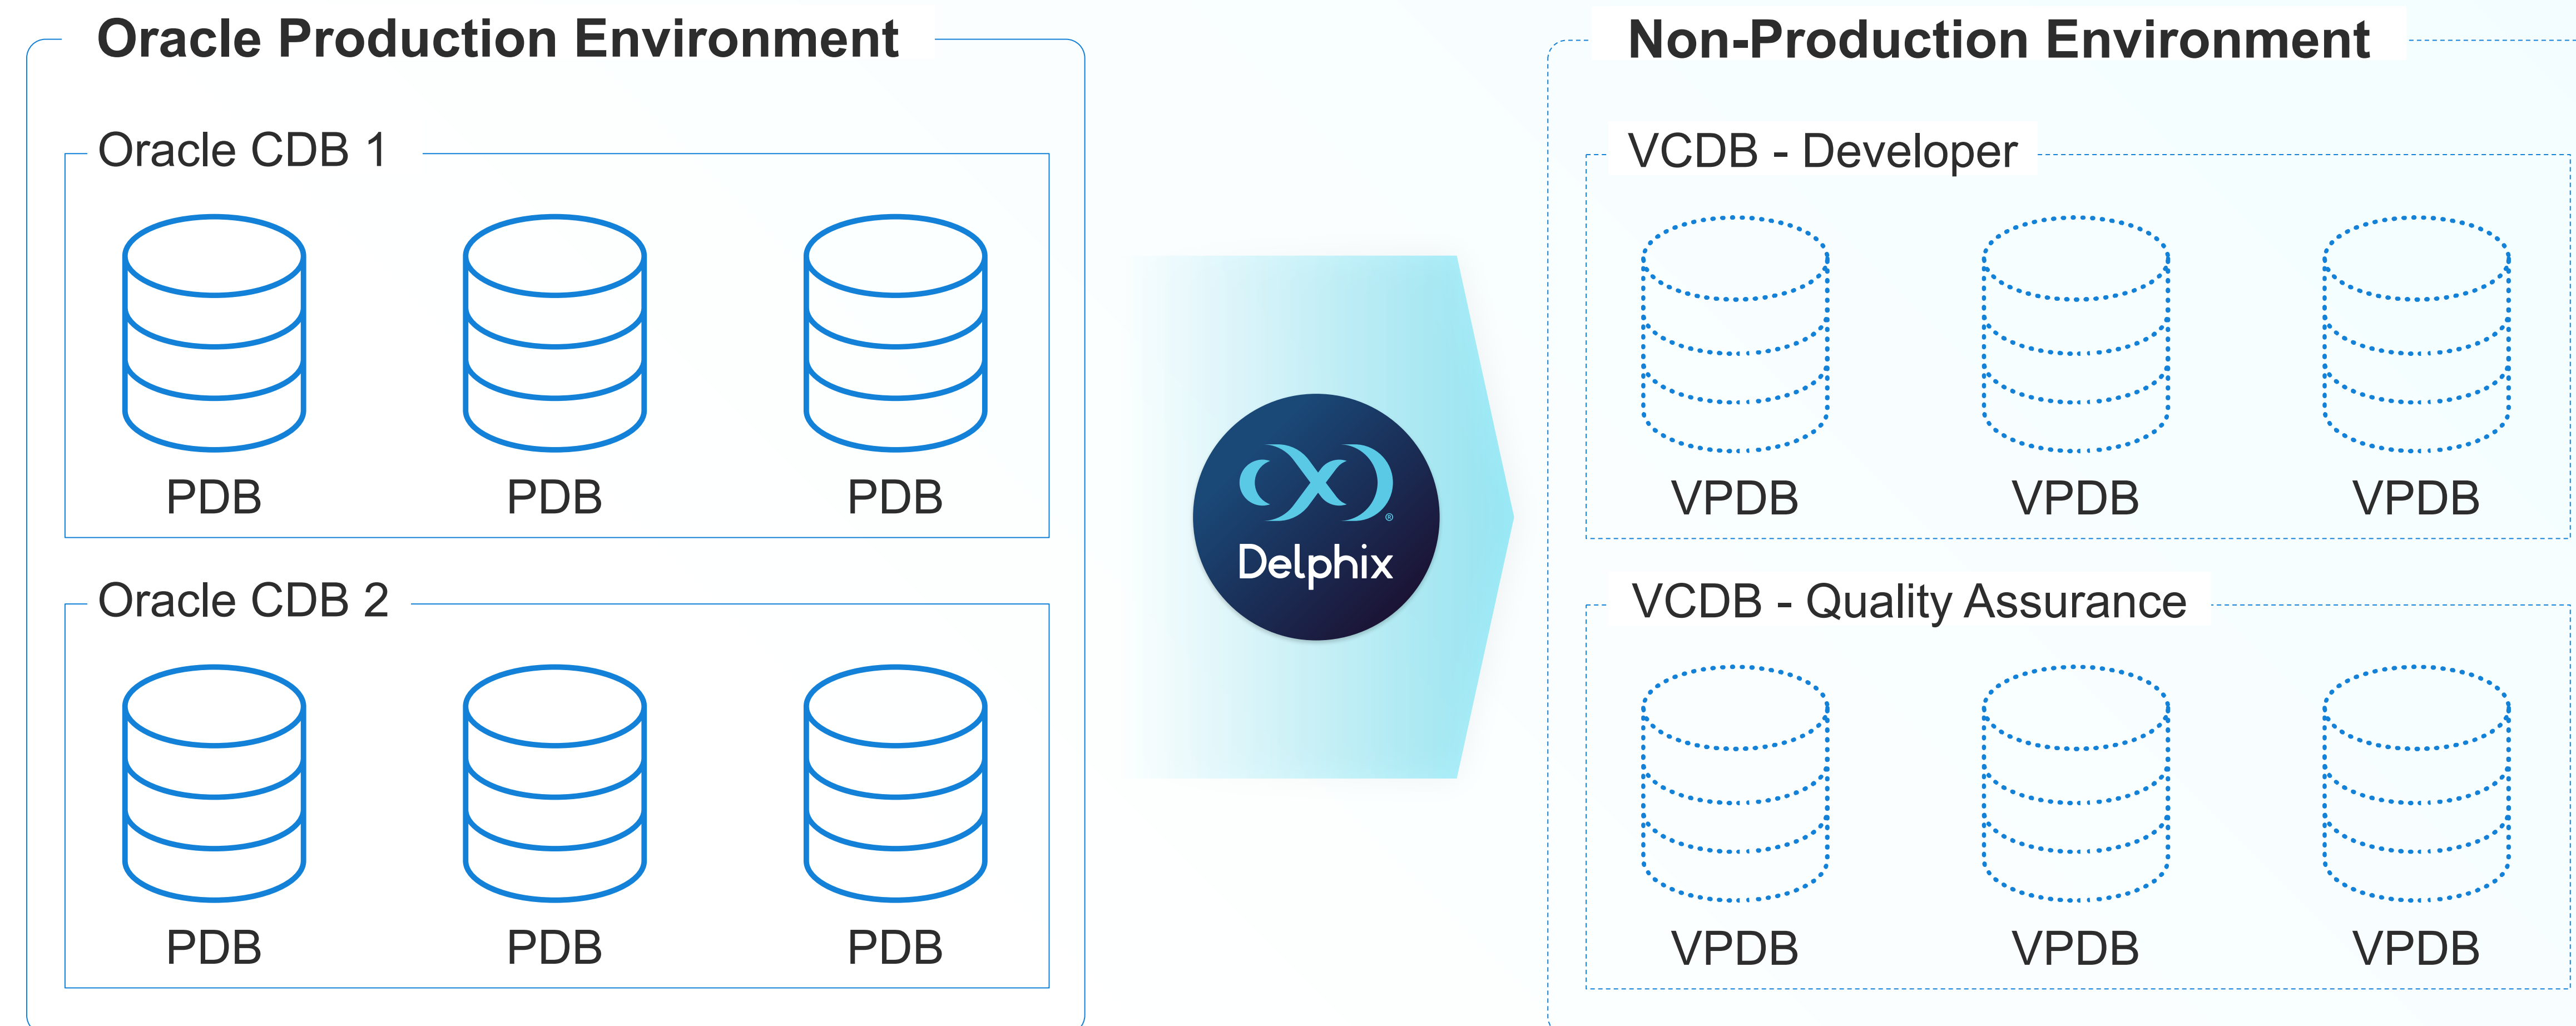 Oracle Production Environment
Oracle CDB 1
PDB PDB PDB
Oracle CDB 2
PDB PDB PDB
Delphix
®
Non-Production Environment
VCDB - Developer
VPDB VPDB VPDB
VCDB - Quality Assurance
VPDB VPDB VPDB